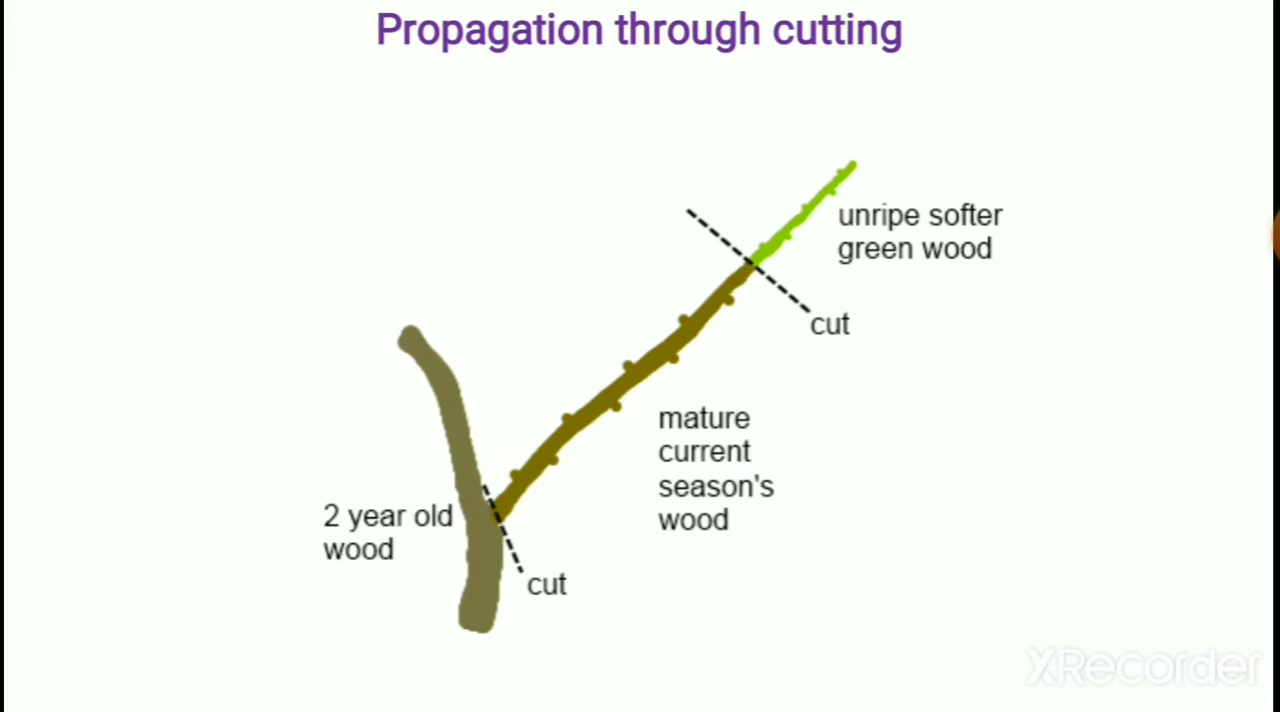 Propagation through cutting
unripe softer
green wood
cut
mature
current
season's
wood
2 year old
wood
cut
XRecorder